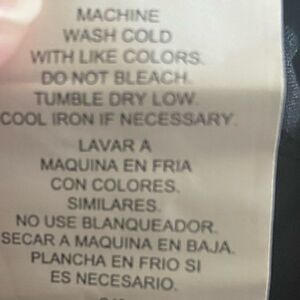 MACHINE
WASH COLD
WITH LIKE COLORS.
DO NOT BLEACH.
TUMBLE DRY LOW.
COOL IRON IF NECESSARY.
LAVAR A
MAQUINA EN FRIA
CON COLORES,
SIMILARES.
NO USE BLANQUEADOR.
SECAR A MAQUINA EN BAJA.
PLANCHA EN FRIO SI
ES NECESARIO.